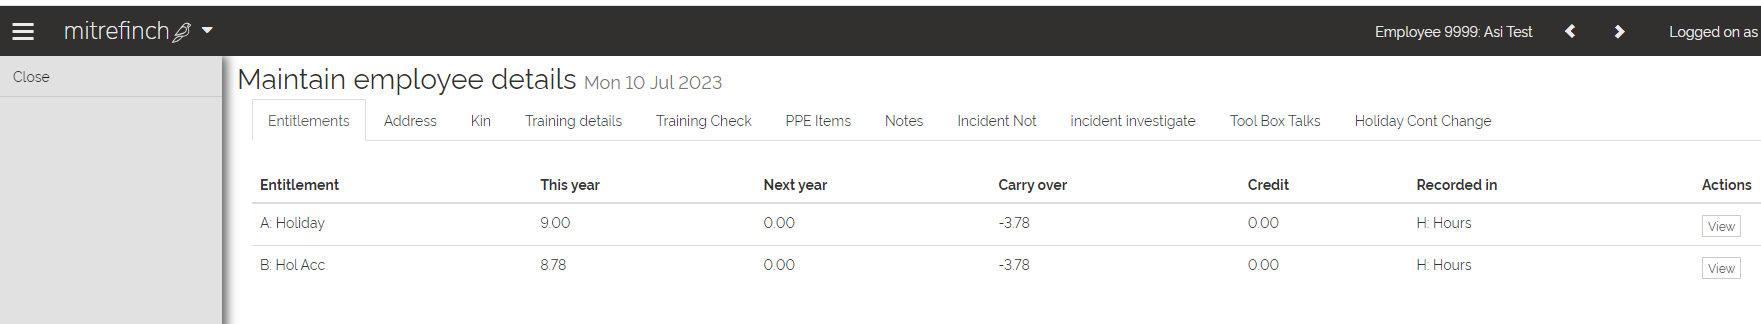 mitrefinch Employee 9999: Asi Test Logged on as
Close
Maintain employee details Mon 10 Jul 2023
Entitlements Address Kin Training details Training Check PPE Items Notes Incident Not incident investigate Tool Box Talks Holiday Cont Change
Entitlement This year Next year Carry over Credit Recorded in Actions
A: Holiday 9.00 0.00 -3.78 0.00 H: Hours View
B: Hol Acc 8.78 0.00 -3.78 0.00 H: Hours View